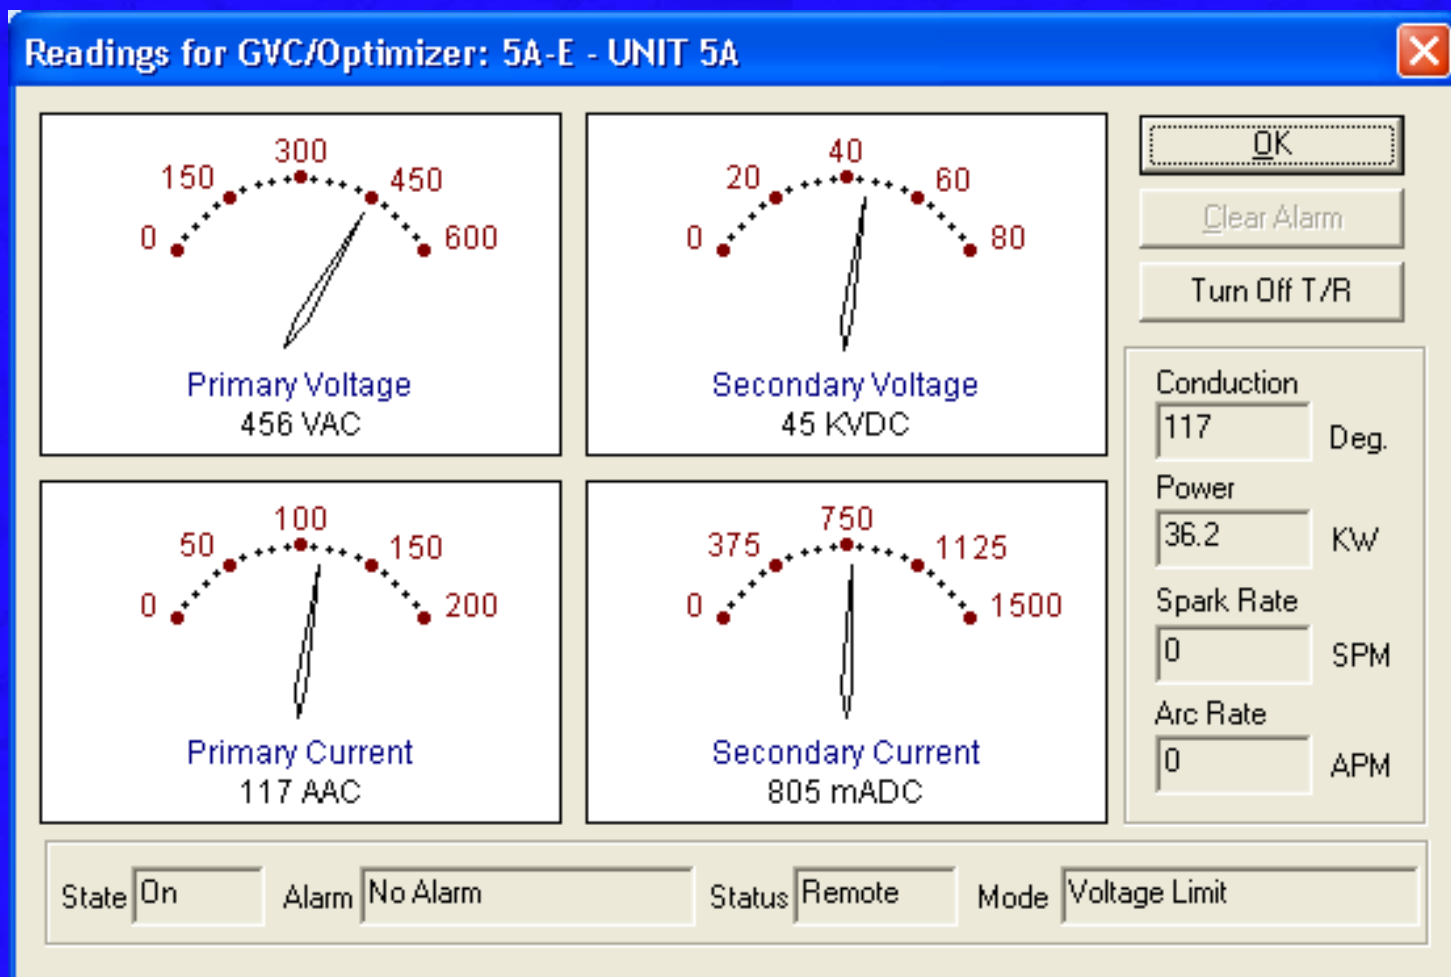 Readings for GVC/Optimizer: 5A-E - UNIT 5A
0 150 300 450 600
Primary Voltage
456 VAC
0 20 40 60 80
Secondary Voltage
45 KVDC
OK
Clear Alarm
Turn Off T/R
0 50 100 150 200
Primary Current
117 AAC
0 375 750 1125 1500
Secondary Current
805 mADC
Conduction
117 Deg.
Power
36.2 KW
Spark Rate
0 SPM
Arc Rate
0 APM
State On Alarm No Alarm Status Remote Mode Voltage Limit